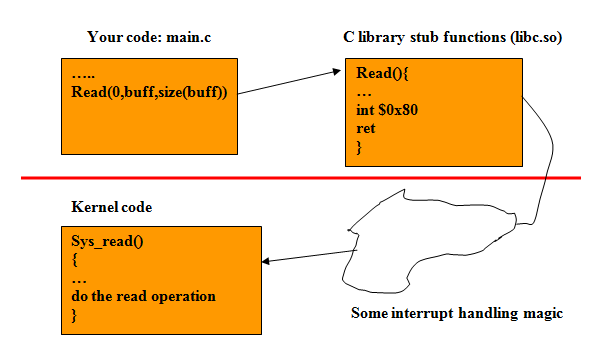 Your code: main.c
…..
Read(0,buff,size(buff))
C library stub functions (libc.so)
Read(){
…
int $0x80
ret
}
Kernel code
Sys_read()
{
…
do the read operation
}
Some interrupt handling magic